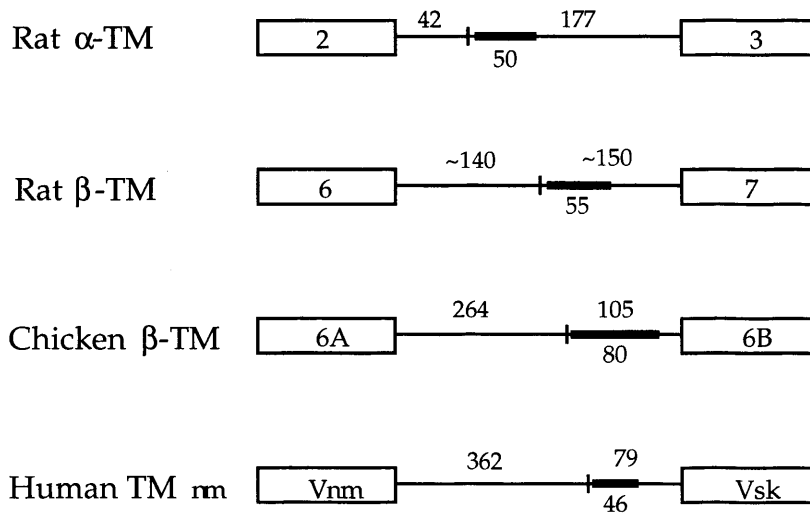 Rat α-TM 2 42 177 3
50
Rat β-TM 6 ~140 ~150 7
55
Chicken β-TM 6A 264 105 6B
80
Human TM nm Vnm 362 79 Vsk
46